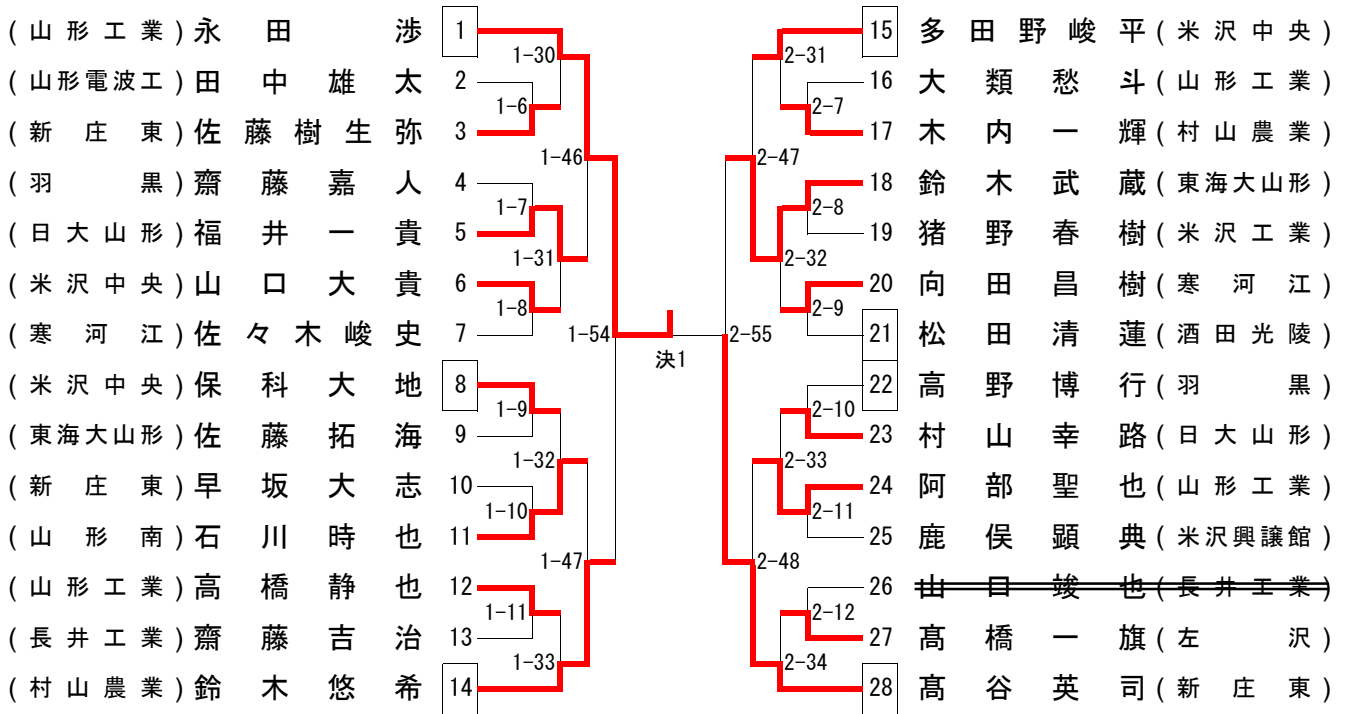 (山形工業)永田渉 1 15 多田野峻平(米沢中央)
1-30 2-31
(山形電波工)田中雄太 2 16 大類愁斗(山形工業)
1-6 2-7
(新庄東)佐藤樹生弥 3 17 木内一輝(村山農業)
1-46 2-47
(羽黒)齋藤嘉人 4 18 鈴木武蔵(東海大山形)
1-7 2-8
(日大山形)福井一貴 5 19 猪野春樹(米沢工業)
1-31 2-32
(米沢中央)山口大貴 6 20 向田昌樹(寒河江)
1-8 2-9
(寒河江)佐々木峻史 7 1-54 2-55 21 松田清蓮(酒田光陵)
決1
(米沢中央)保科大地 8 22 高野博行(羽黒)
1-9 2-10
(東海大山形)佐藤拓海 9 23 村山幸路(日大山形)
1-32 2-33
(新庄東)早坂大志 10 24 阿部聖也(山形工業)
1-10 2-11
(山形南)石川時也 11 25 鹿俣顕典(米沢興譲館)
1-47 2-48
(山形工業)高橋静也 12 26 山口竣也(長井工業)
1-11 2-12
(長井工業)齋藤吉治 13 27 髙橋一旗(左沢)
1-33 2-34
(村山農業)鈴木悠希 14 28 髙谷英司(新庄東)